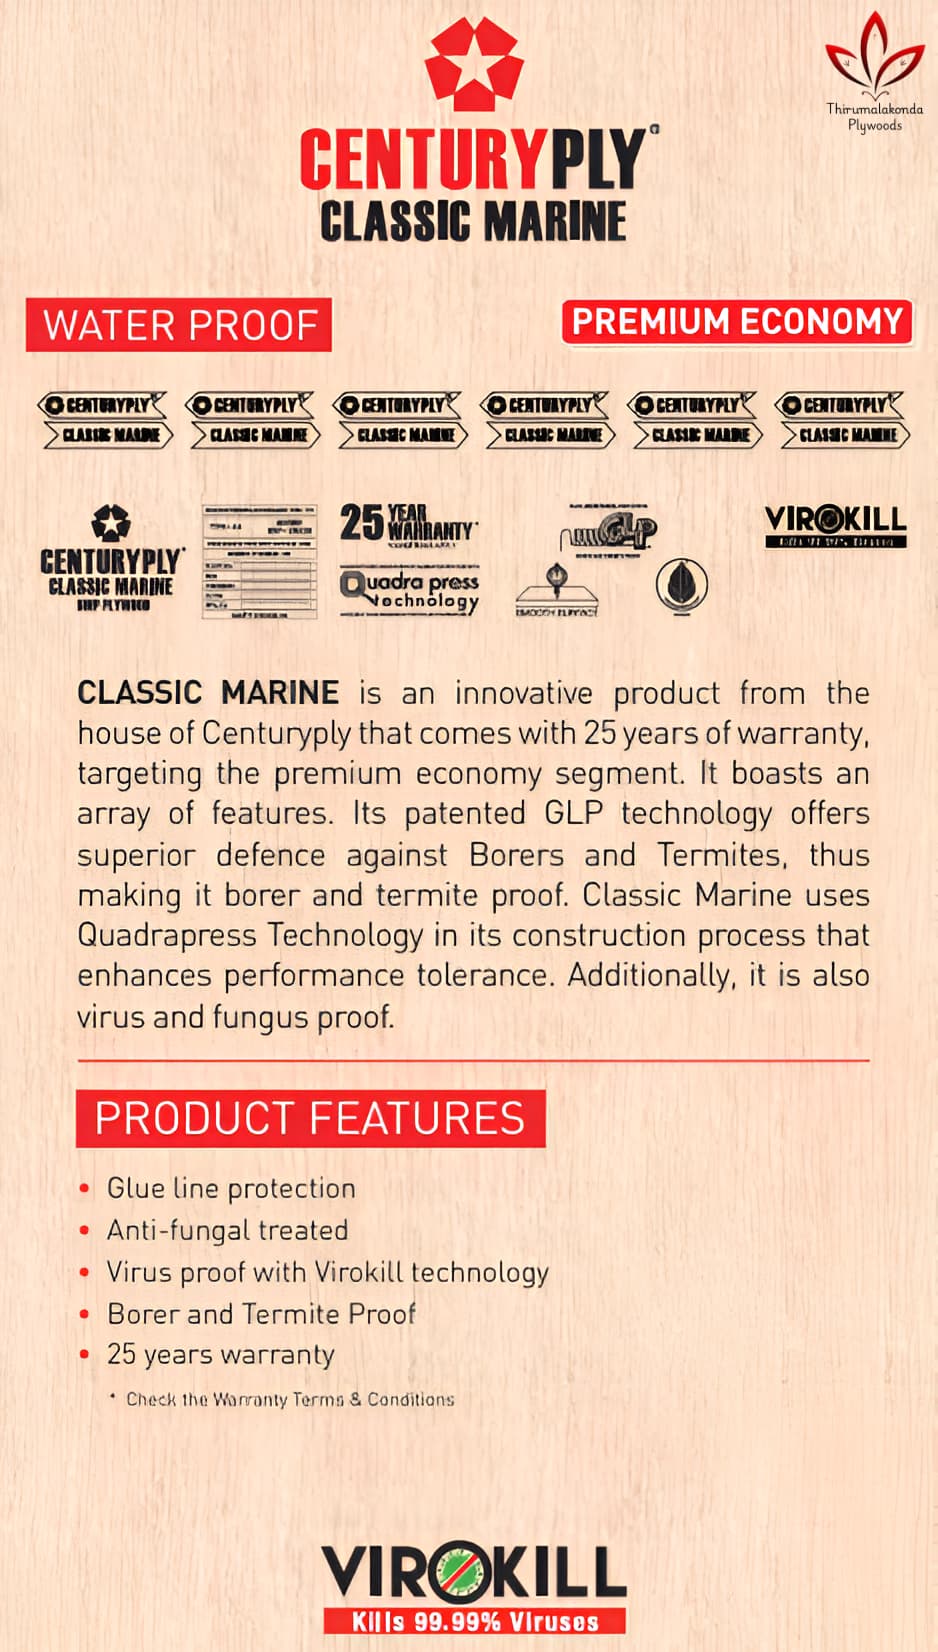 Thirumalakonda
Plywoods
CENTURYPLY
CLASSIC MARINE
WATER PROOF
PREMIUM ECONOMY
CENTURYPLY CENTURYPLY CENTURYPLY CENTURYPLY CENTURYPLY CENTURYPLY
CLASSIC MARINE CLASSIC MARINE CLASSIC MARINE CLASSIC MARINE CLASSIC MARINE CLASSIC MARINE
CENTURYPLY
CLASSIC MARINE
25 YEAR
WARRANTY*
Quadra press
Technology
GLP
VIROKILL
CLASSIC MARINE is an innovative product from the
house of Centuryply that comes with 25 years of warranty,
targeting the premium economy segment. It boasts an
array of features. Its patented GLP technology offers
superior defence against Borers and Termites, thus
making it borer and termite proof. Classic Marine uses
Quadrapress Technology in its construction process that
enhances performance tolerance. Additionally, it is also
virus and fungus proof.
PRODUCT FEATURES
• Glue line protection
• Anti-fungal treated
• Virus proof with Virokill technology
• Borer and Termite Proof
• 25 years warranty
* Check the Warranty Terms & Conditions
VIROKILL
Kills 99.99% Viruses